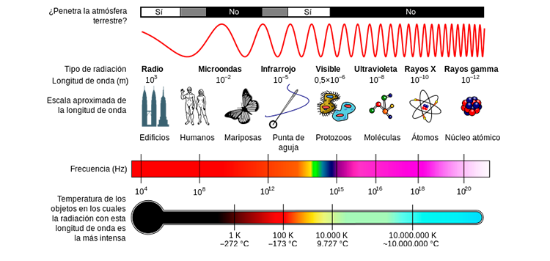 ¿Penetra la atmósfera
terrestre?
Sí No Sí No
Tipo de radiación Radio Microondas Infrarrojo Visible Ultravioleta Rayos X Rayos gamma
Longitud de onda (m) 10³ 10⁻² 10⁻⁵ 0.5×10⁻⁶ 10⁻⁸ 10⁻¹⁰ 10⁻¹²
Escala aproximada de
la longitud de onda
Edificios Humanos Mariposas Punta de
aguja Protozoos Moléculas Átomos Núcleo atómico
Frecuencia (Hz)
10⁴ 10⁸ 10¹² 10¹⁵ 10¹⁶ 10¹⁸ 10²⁰
Temperatura de los
objetos en los cuales
la radiación con esta
longitud de onda es
la más intensa
1 K 100 K 10.000 K 10.000.000 K
−272 °C −173 °C 9.727 °C ~10.000.000 °C